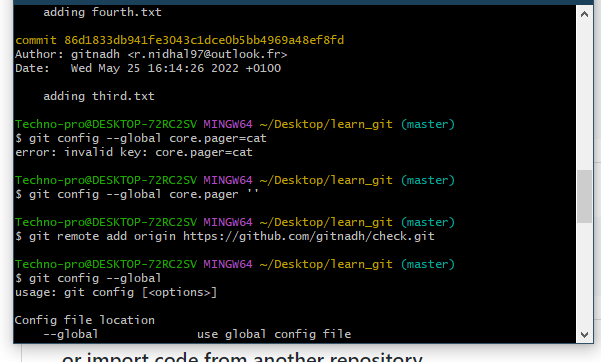 adding fourth.txt
commit 86d1833db941fe3043c1dce0b5bb4969a48ef8fd
Author: gitnadh <r.nidhal97@outlook.fr>
Date:   Wed May 25 16:14:26 2022 +0100
adding third.txt
Techno-pro@DESKTOP-72RC2SV MINGW64 ~/Desktop/learn_git (master)
$ git config --global core.pager=cat
error: invalid key: core.pager=cat
Techno-pro@DESKTOP-72RC2SV MINGW64 ~/Desktop/learn_git (master)
$ git config --global core.pager ''
Techno-pro@DESKTOP-72RC2SV MINGW64 ~/Desktop/learn_git (master)
$ git remote add origin https://github.com/gitnadh/check.git
Techno-pro@DESKTOP-72RC2SV MINGW64 ~/Desktop/learn_git (master)
$ git config --global
usage: git config [<options>]
Config file location
--global              use global config file
or import code from another repository